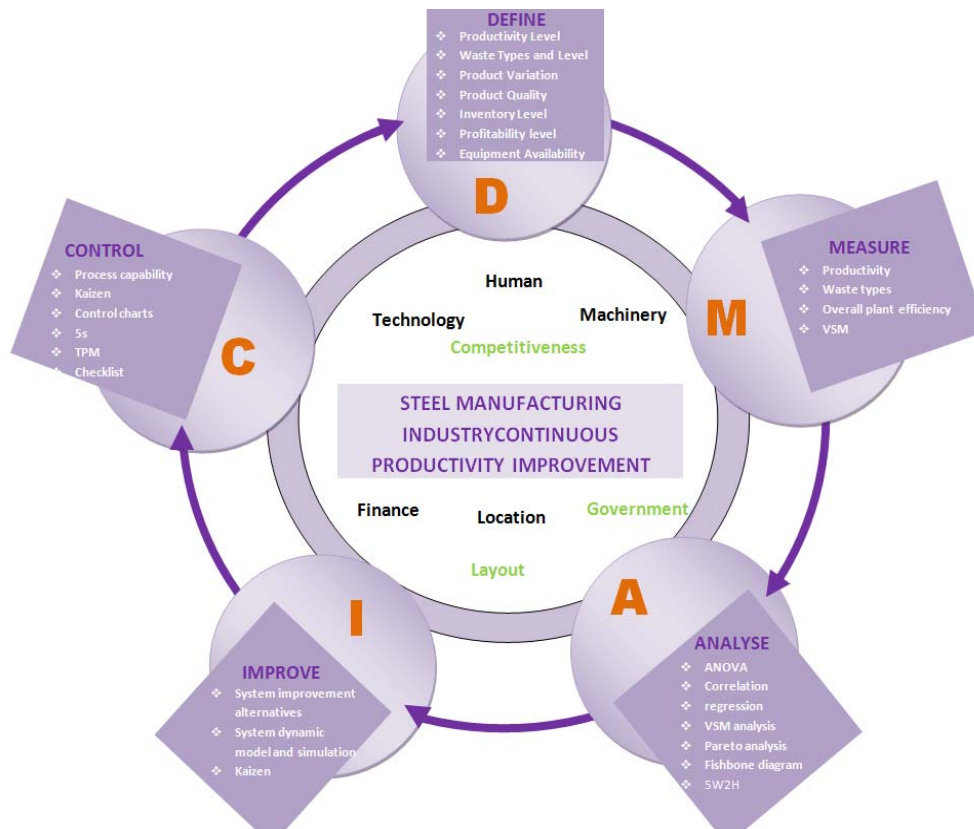 DEFINE
❖ Productivity Level
❖ Waste Types and Level
❖ Product Variation
❖ Product Quality
❖ Inventory Level
❖ Profitability level
❖ Equipment Availability
D
MEASURE
❖ Productivity
❖ Waste types
❖ Overall plant efficiency
❖ VSM
M
ANALYSE
❖ ANOVA
❖ Correlation
❖ regression
❖ VSM analysis
❖ Pareto analysis
❖ Fishbone diagram
❖ 5W2H
A
IMPROVE
❖ System improvement
alternatives
❖ System dynamic
model and simulation
❖ Kaizen
I
CONTROL
❖ Process capability
❖ Kaizen
❖ Control charts
❖ 5s
❖ TPM
❖ Checklist
C
Human
Technology
Machinery
Competitiveness
STEEL MANUFACTURING
INDUSTRYCONTINUOUS
PRODUCTIVITY IMPROVEMENT
Finance
Location
Government
Layout